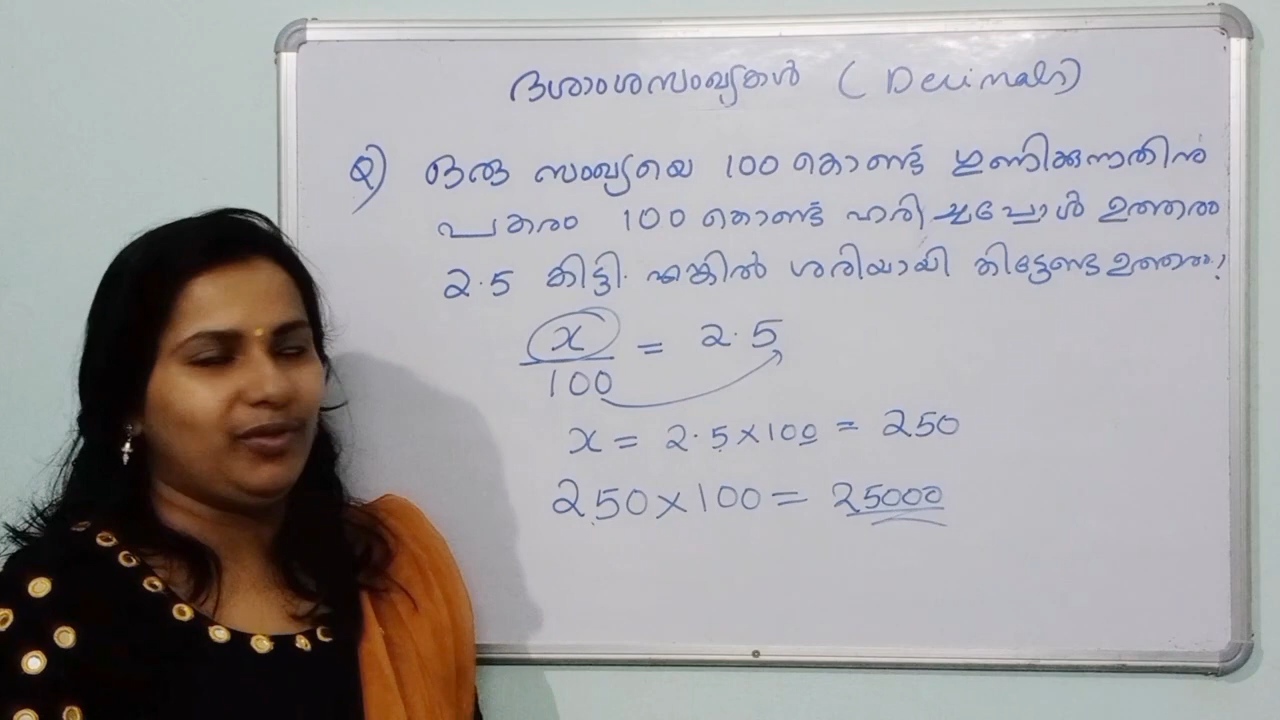 ദശാംശസംഖ്യകൾ (Decimals)
Q) ഒരു സംഖ്യയെ 100 കൊണ്ട് ഗുണിക്കുന്നതിനു
പകരം 100 കൊണ്ട് ഹരിച്ചപ്പോൾ ഉത്തരം
2.5 കിട്ടി. എങ്കിൽ ശരിയായി കിട്ടേണ്ട ഉത്തരം?
x/100 = 2.5
x = 2.5×100 = 250
250×100 = 25000